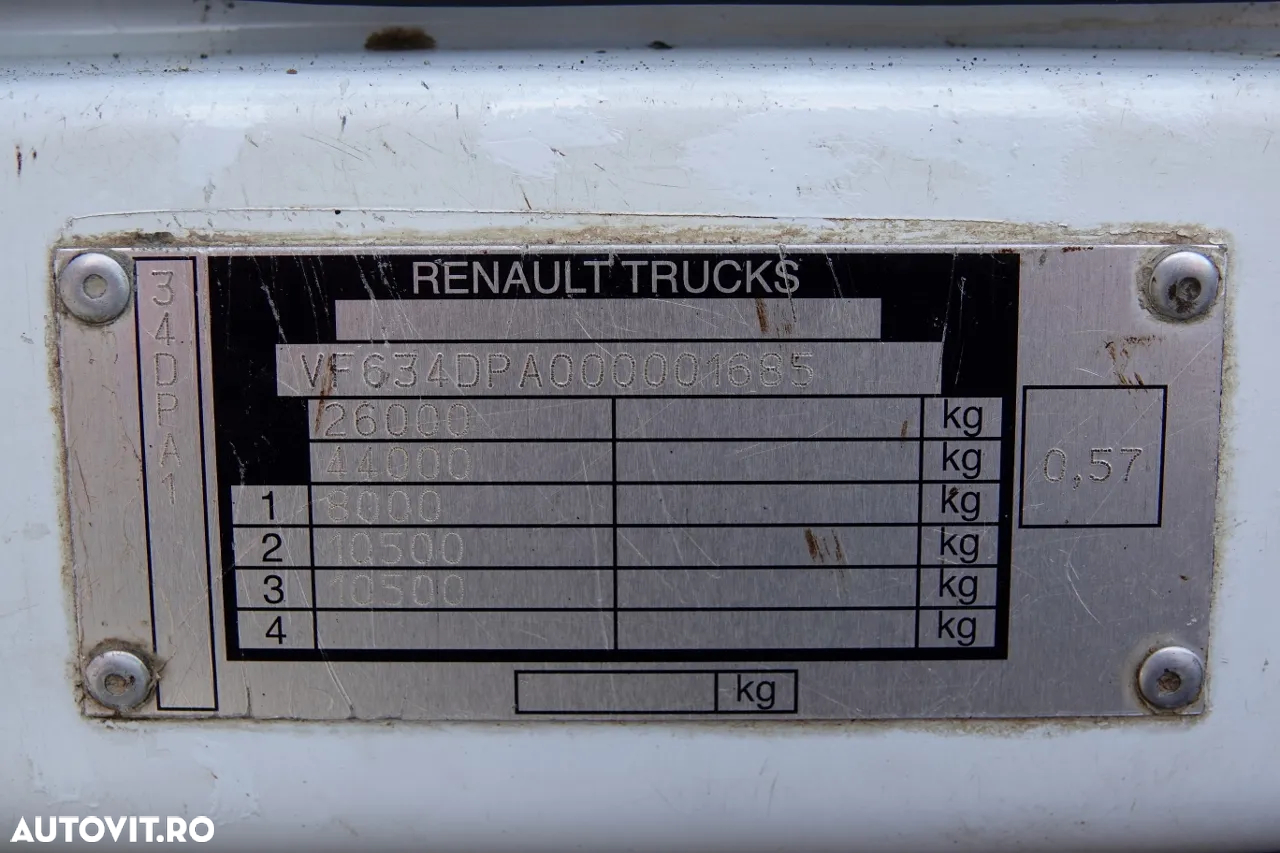 34DPA1
RENAULT TRUCKS
VF634DPA000001685
26000 kg
44000 kg
1 8000 kg
2 10500 kg
3 10500 kg
4 kg
0,57
kg
AUTOVIT.RO